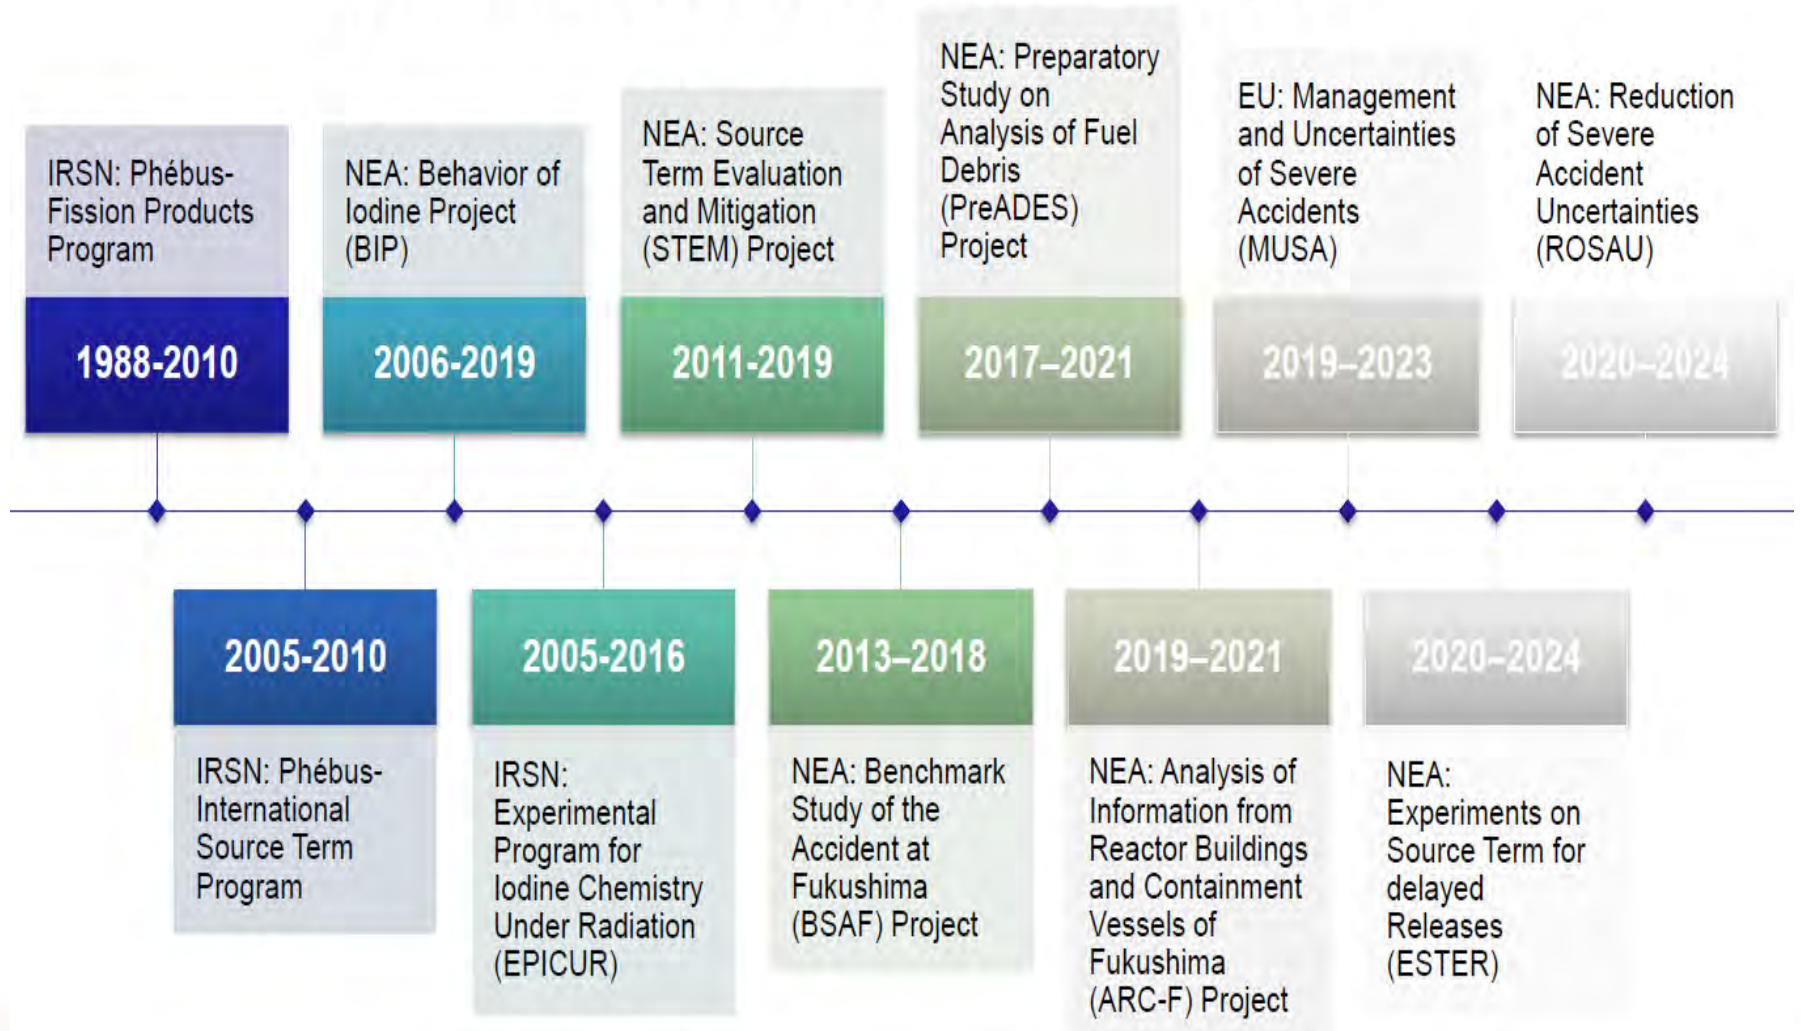 IRSN: Phébus-
Fission Products
Program
1988-2010
NEA: Behavior of
Iodine Project
(BIP)
2006-2019
NEA: Source
Term Evaluation
and Mitigation
(STEM) Project
2011-2019
NEA: Preparatory
Study on
Analysis of Fuel
Debris
(PreADES)
Project
2017–2021
EU: Management
and Uncertainties
of Severe
Accidents
(MUSA)
2019–2023
NEA: Reduction
of Severe
Accident
Uncertainties
(ROSAU)
2020–2024
2005-2010
IRSN: Phébus-
International
Source Term
Program
2005-2016
IRSN:
Experimental
Program for
Iodine Chemistry
Under Radiation
(EPICUR)
2013–2018
NEA: Benchmark
Study of the
Accident at
Fukushima
(BSAF) Project
2019–2021
NEA: Analysis of
Information from
Reactor Buildings
and Containment
Vessels of
Fukushima
(ARC-F) Project
2020–2024
NEA:
Experiments on
Source Term for
delayed
Releases
(ESTER)